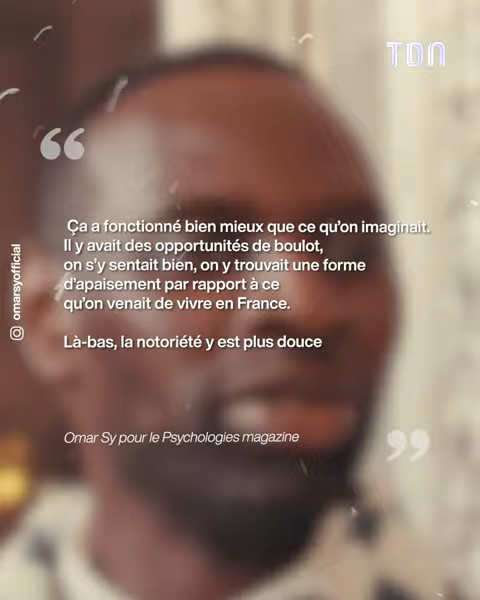 TDN
“
Ça a fonctionné bien mieux que ce qu’on imaginait.
Il y avait des opportunités de boulot,
on s’y sentait bien, on y trouvait une forme
d’apaisement par rapport à ce
qu’on venait de vivre en France.
Là-bas, la notoriété y est plus douce
Omar Sy pour le Psychologies magazine
”
omarsyofficial